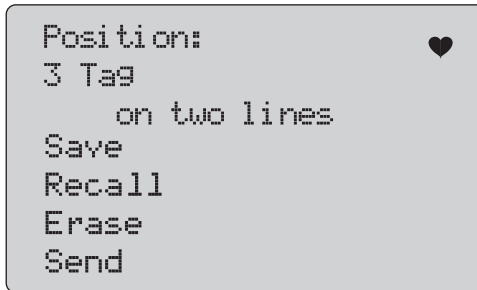 Position:
3 Tag
on two lines
Save
Recall
Erase
Send